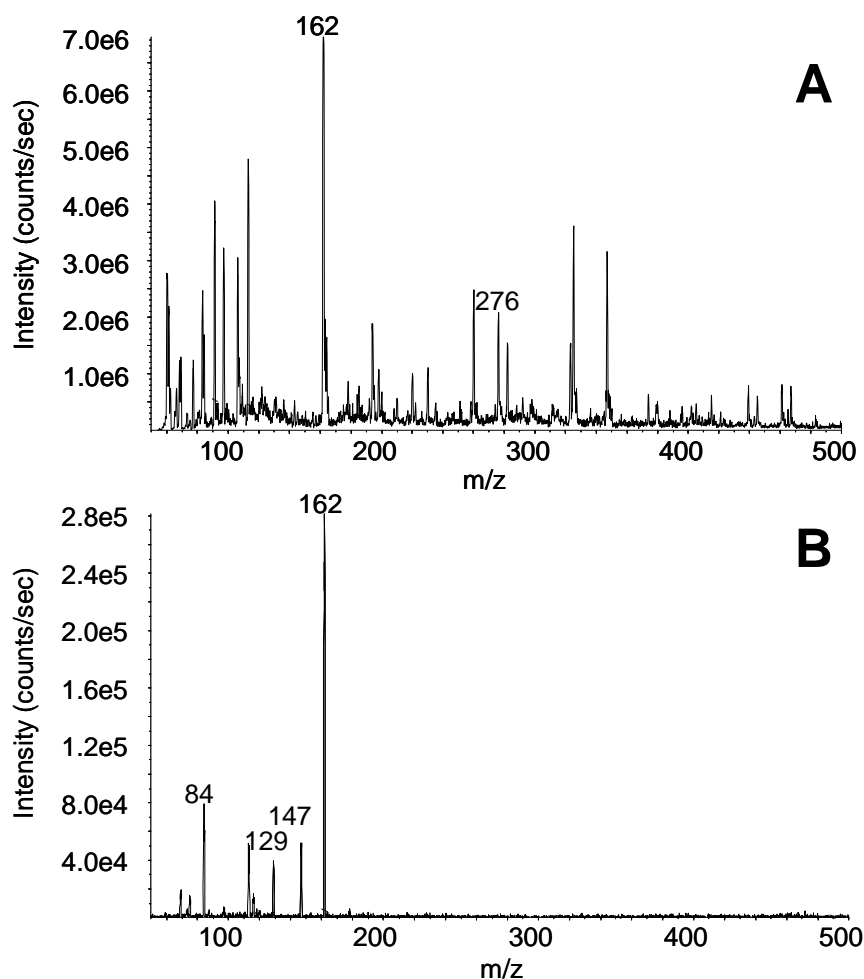 162
7.0e6
A
6.0e6
5.0e6
4.0e6
3.0e6
276
2.0e6
1.0e6
Intensity (counts/sec)
100 200 300 400 500
m/z
162
2.8e5
B
2.4e5
2.0e5
1.6e5
1.2e5
84
8.0e4
147
129
4.0e4
Intensity (counts/sec)
100 200 300 400 500
m/z